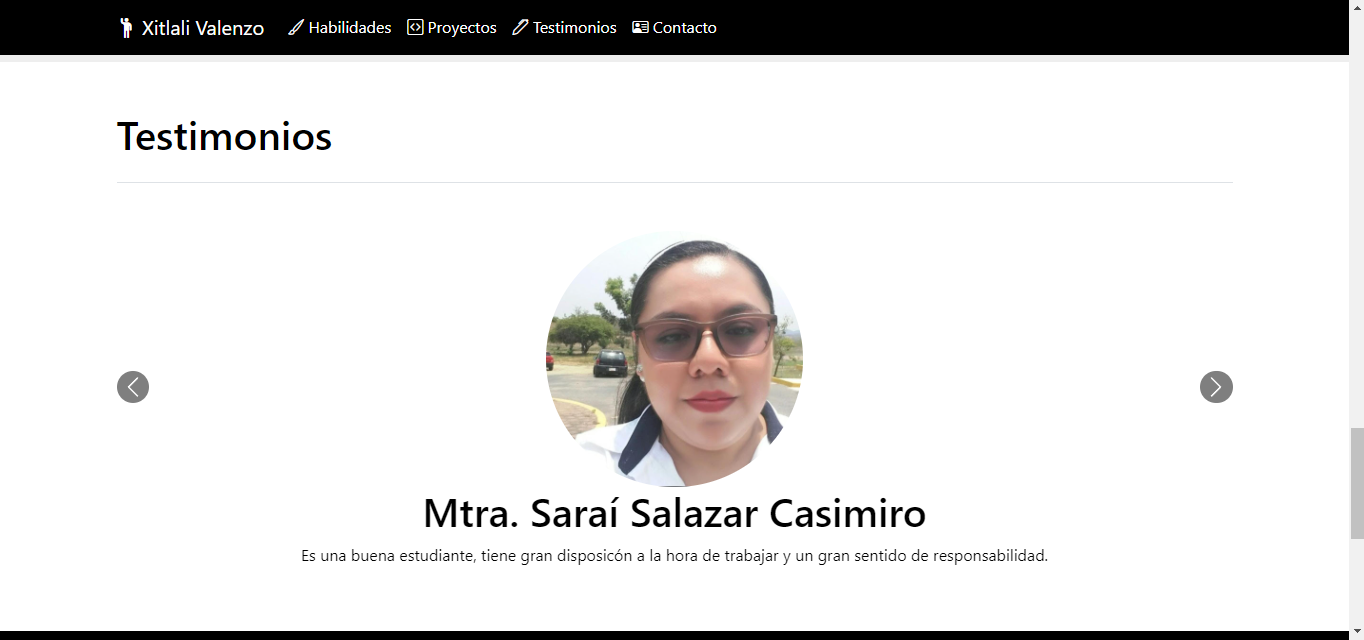 Xitlali Valenzo Habilidades Proyectos Testimonios Contacto
Testimonios
Mtra. Saraí Salazar Casimiro
Es una buena estudiante, tiene gran disposicón a la hora de trabajar y un gran sentido de responsabilidad.